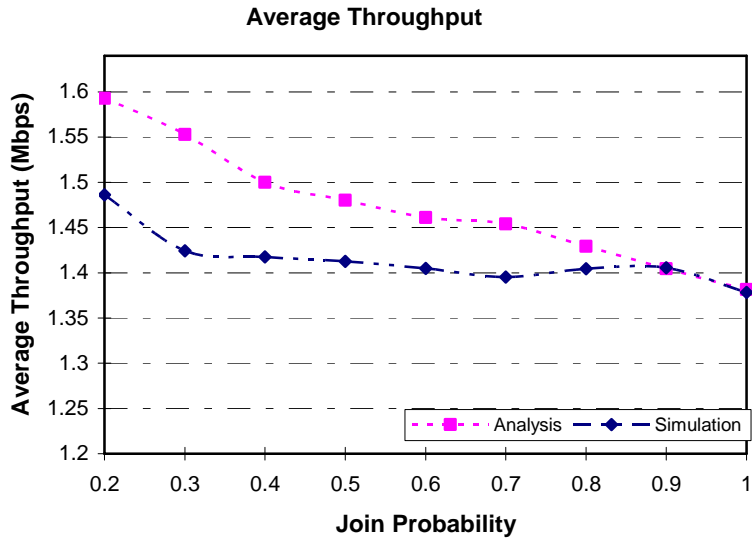 Average Throughput
Average Throughput (Mbps)
1.6
1.55
1.5
1.45
1.4
1.35
1.3
1.25
1.2
Analysis Simulation
0.2 0.3 0.4 0.5 0.6 0.7 0.8 0.9 1
Join Probability